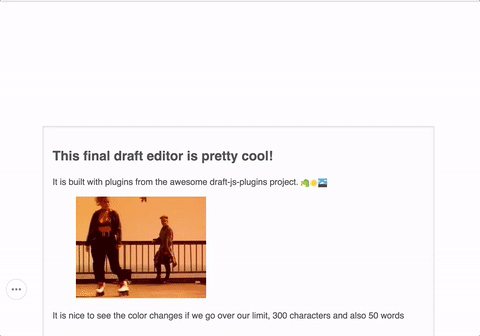 This final draft editor is pretty cool!
It is built with plugins from the awesome draft-js-plugins project.
It is nice to see the color changes if we go over our limit, 300 characters and also 50 words